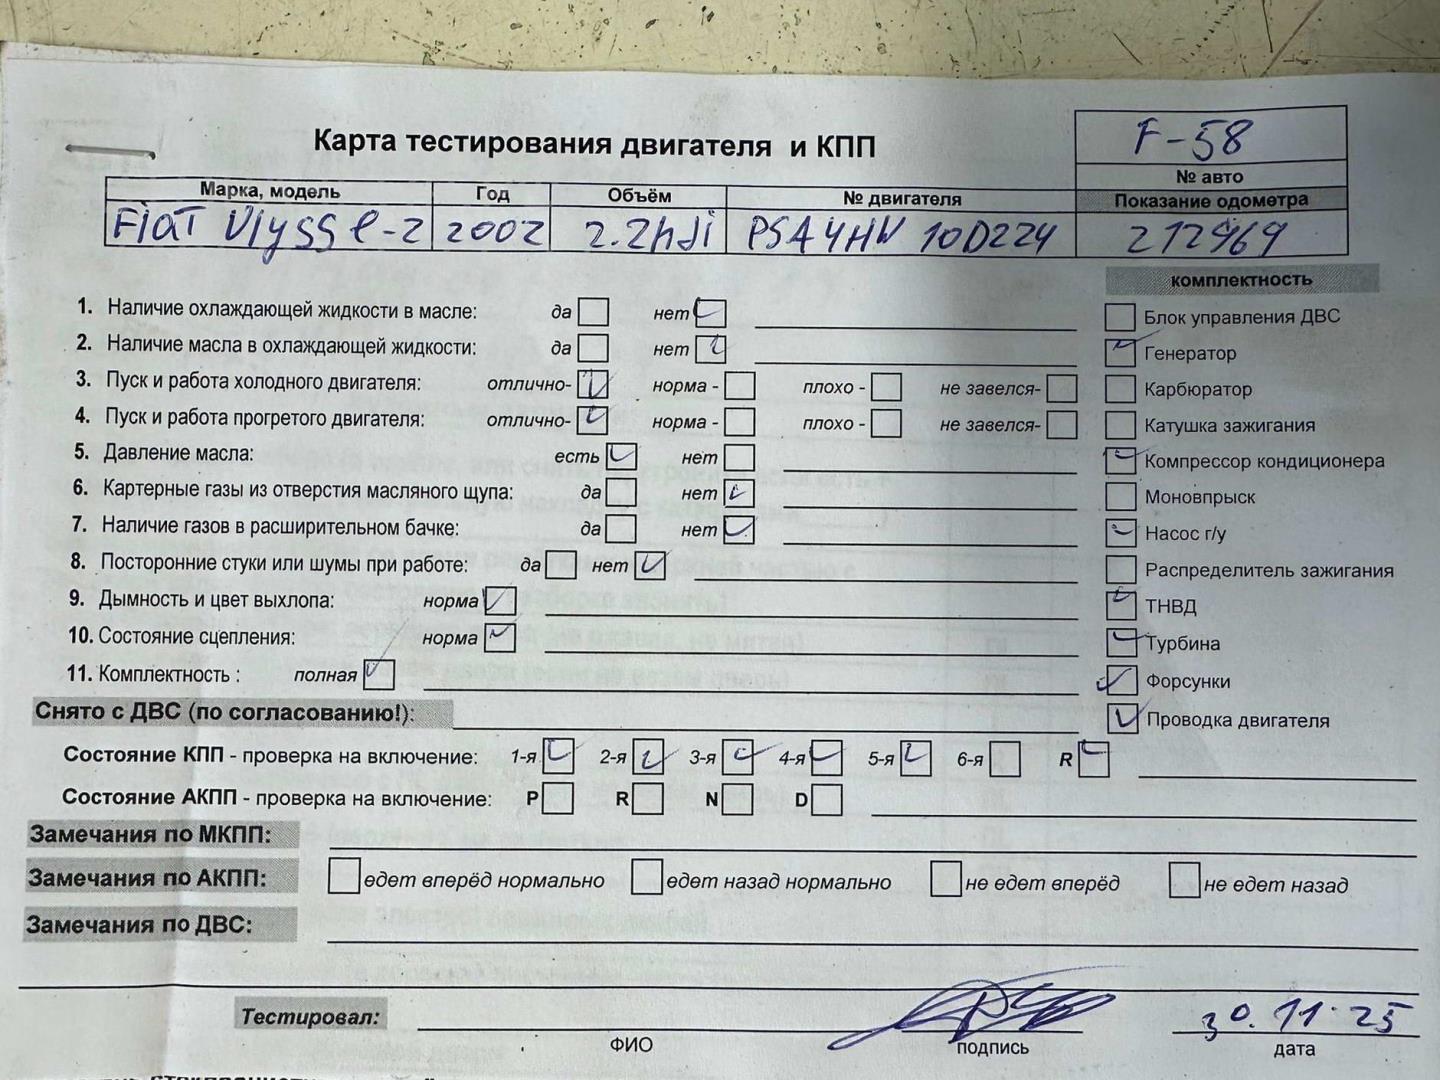 Карта тестирования двигателя и КПП
F-58
№ авто
Марка, модель Год Объём № двигателя Показание одометра
Fiat Ulysse-2 2002 2.2hdi PSA4HW 10D224 212969
комплектность
1. Наличие охлаждающей жидкости в масле: да нет
Блок управления ДВС
2. Наличие масла в охлаждающей жидкости: да нет
Генератор
3. Пуск и работа холодного двигателя: отлично- норма - плохо - не завелся-
Карбюратор
4. Пуск и работа прогретого двигателя: отлично- норма - плохо - не завелся-
Катушка зажигания
5. Давление масла: есть нет
Компрессор кондиционера
6. Картерные газы из отверстия масляного щупа: да нет
Моновпрыск
7. Наличие газов в расширительном бачке: да нет
Насос г/у
8. Посторонние стуки или шумы при работе: да нет
Распределитель зажигания
9. Дымность и цвет выхлопа: норма
ТНВД
10. Состояние сцепления: норма
Турбина
11. Комплектность : полная
Форсунки
Снято с ДВС (по согласованию!):
Проводка двигателя
Состояние КПП - проверка на включение: 1-я 2-я 3-я 4-я 5-я 6-я R
Состояние АКПП - проверка на включение: P R N D
Замечания по МКПП:
Замечания по АКПП: едет вперёд нормально едет назад нормально не едет вперёд не едет назад
Замечания по ДВС:
Тестировал: 30.11.25
ФИО подпись дата